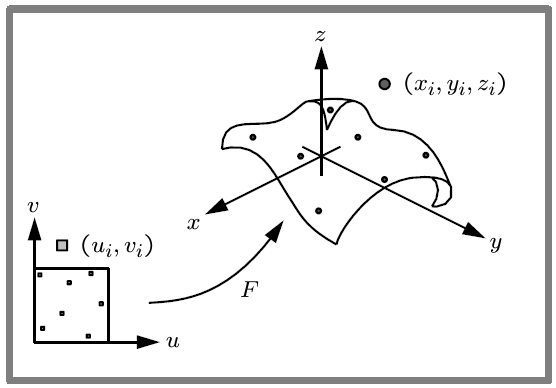 z
(x_i, y_i, z_i)
v
(u_i, v_i)
x
y
F
u